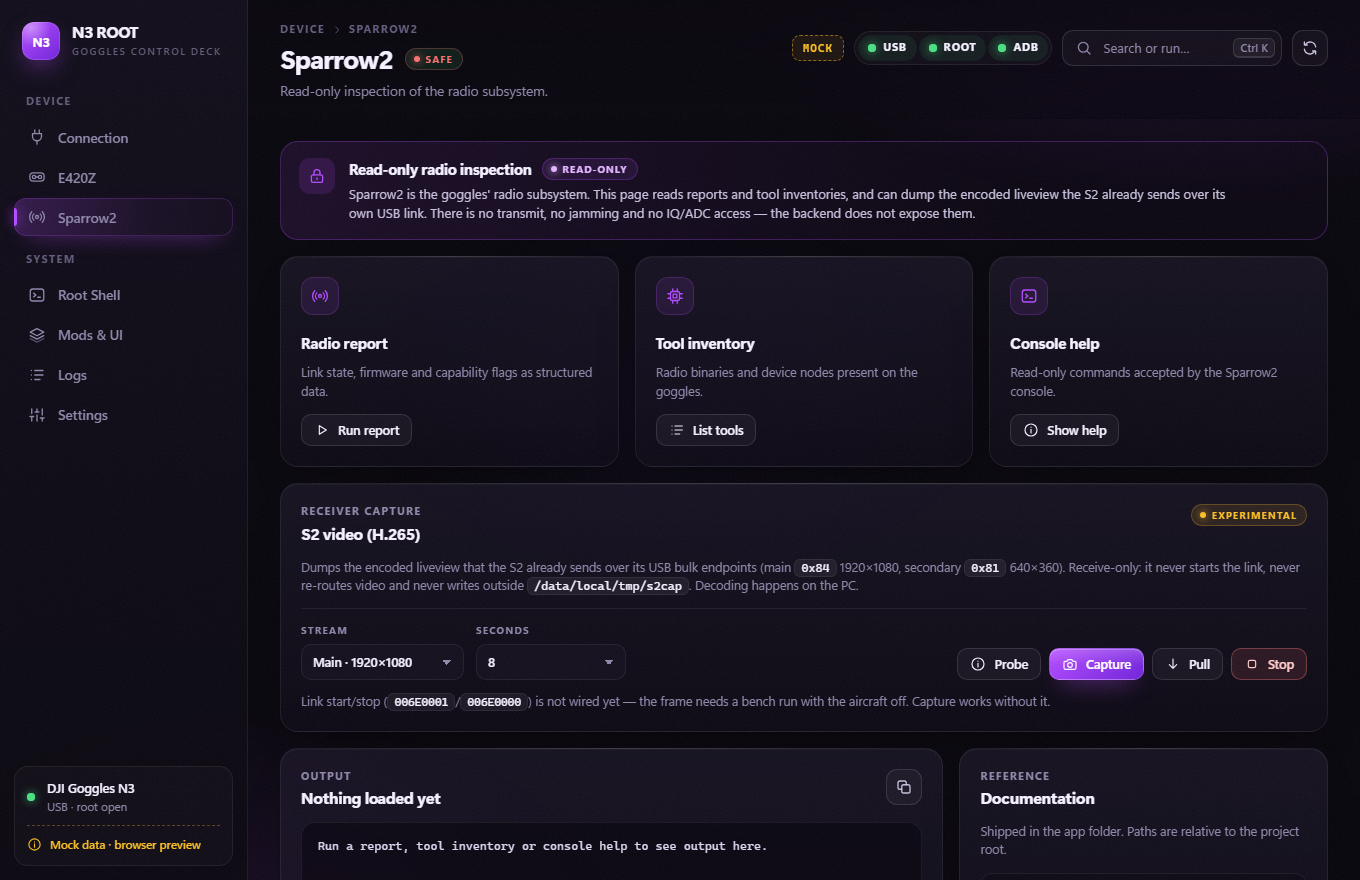 N3
N3 ROOT
GOGGLES CONTROL DECK
DEVICE
Connection
E420Z
Sparrow2
SYSTEM
Root Shell
Mods & UI
Logs
Settings
DJI Goggles N3
USB · root open
Mock data · browser preview
DEVICE > SPARROW2
Sparrow2
SAFE
Read-only inspection of the radio subsystem.
MOCK
USB
ROOT
ADB
Search or run...
Ctrl K
Read-only radio inspection
READ-ONLY
Sparrow2 is the goggles' radio subsystem. This page reads reports and tool inventories, and can dump the encoded liveview the S2 already sends over its
own USB link. There is no transmit, no jamming and no IQ/ADC access — the backend does not expose them.
Radio report
Link state, firmware and capability flags as structured
data.
Run report
Tool inventory
Radio binaries and device nodes present on the
goggles.
List tools
Console help
Read-only commands accepted by the Sparrow2
console.
Show help
RECEIVER CAPTURE
S2 video (H.265)
EXPERIMENTAL
Dumps the encoded liveview that the S2 already sends over its USB bulk endpoints (main 0x84 1920×1080, secondary 0x81 640×360). Receive-only: it never starts the link, never
re-routes video and never writes outside /data/local/tmp/s2cap. Decoding happens on the PC.
STREAM
Main · 1920×1080
SECONDS
8
Probe
Capture
Pull
Stop
Link start/stop (006E0001/006E0000) is not wired yet — the frame needs a bench run with the aircraft off. Capture works without it.
OUTPUT
Nothing loaded yet
Run a report, tool inventory or console help to see output here.
REFERENCE
Documentation
Shipped in the app folder. Paths are relative to the project
root.